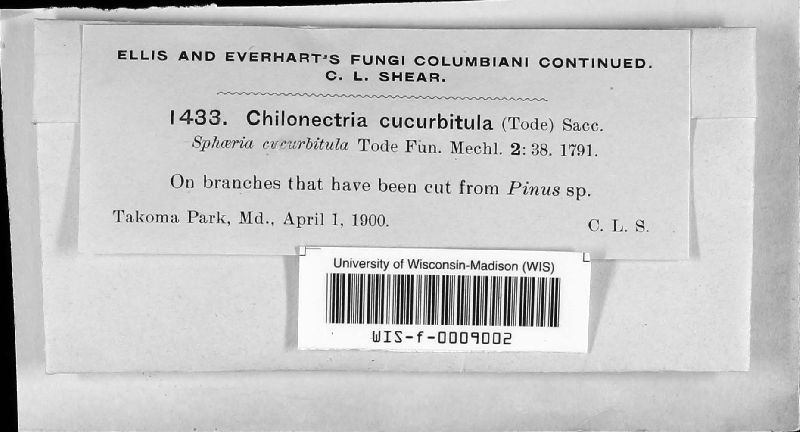 ELLIS AND EVERHART'S FUNGI COLUMBIANI CONTINUED.
C. L. SHEAR.
1433. Chilonectria cucurbitula (Tode) Sacc.
Sphæria cucurbitula Tode Fun. Mechl. 2: 38. 1791.
On branches that have been cut from Pinus sp.
Takoma Park, Md., April 1, 1900.
C. L. S.
University of Wisconsin-Madison (WIS)
WIS-f-0009002